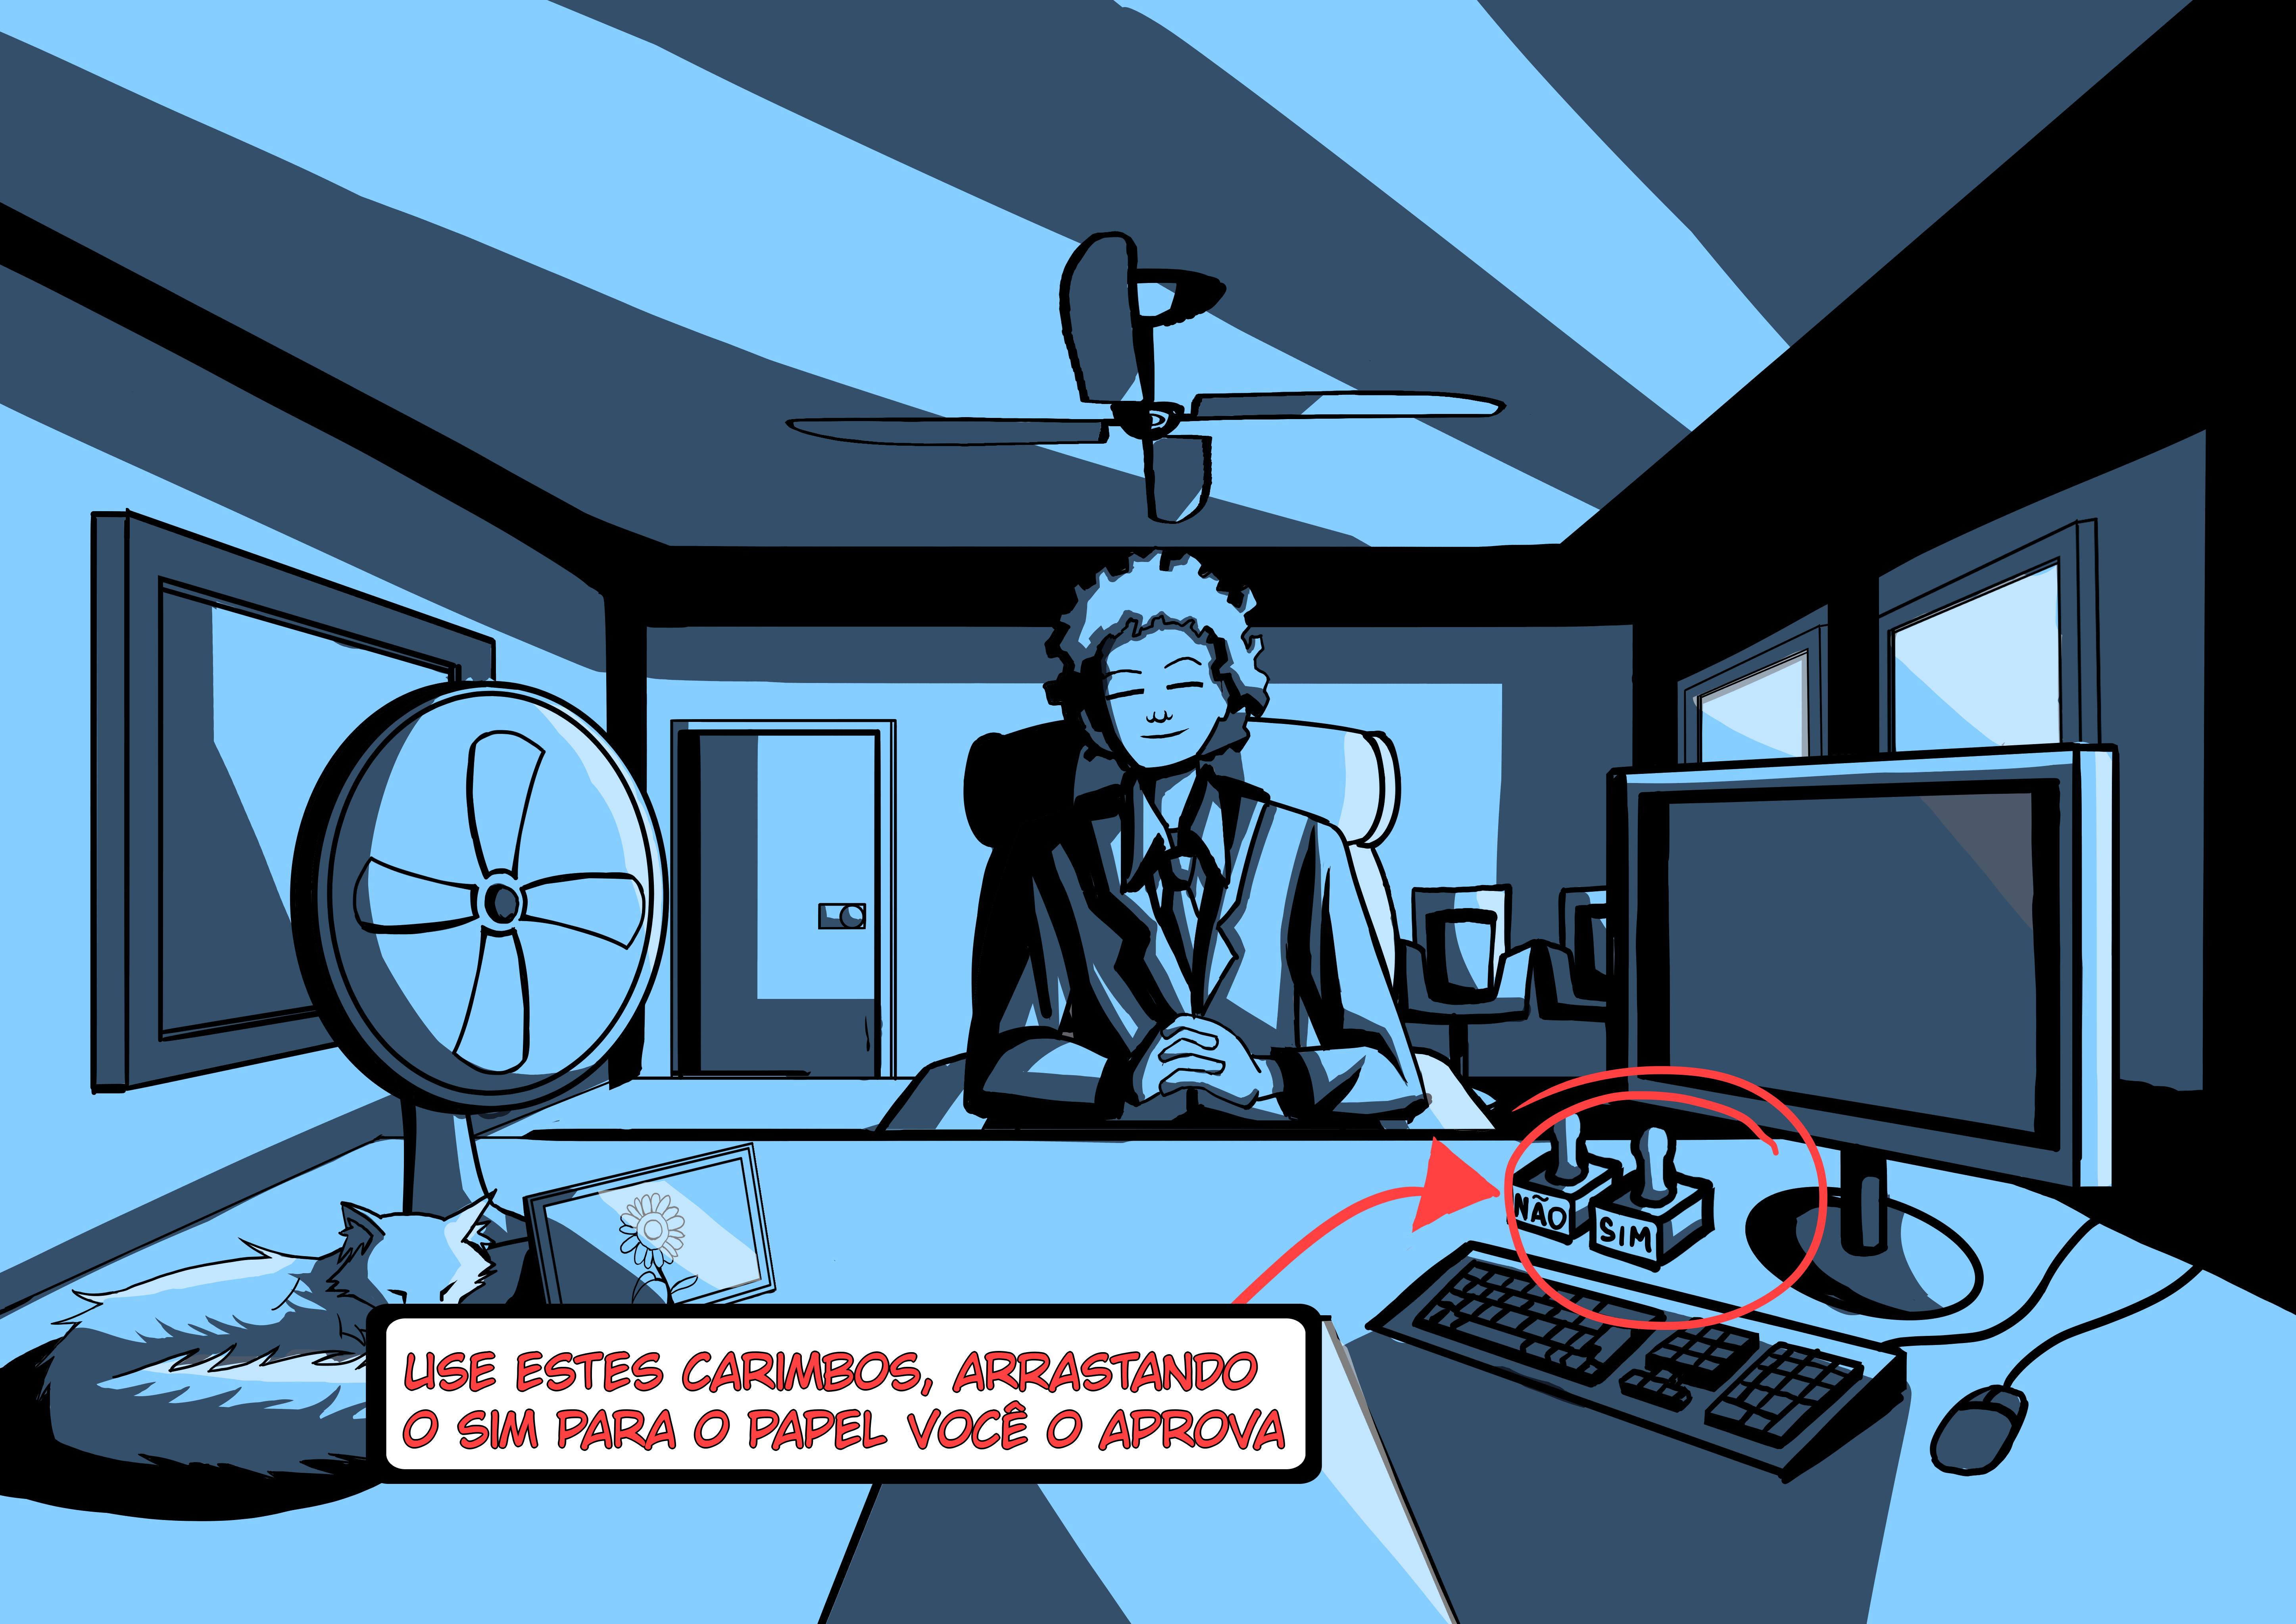 NÃO
SIM
USE ESTES CARIMBOS, ARRASTANDO
O SIM PARA O PAPEL VOCÊ O APROVA